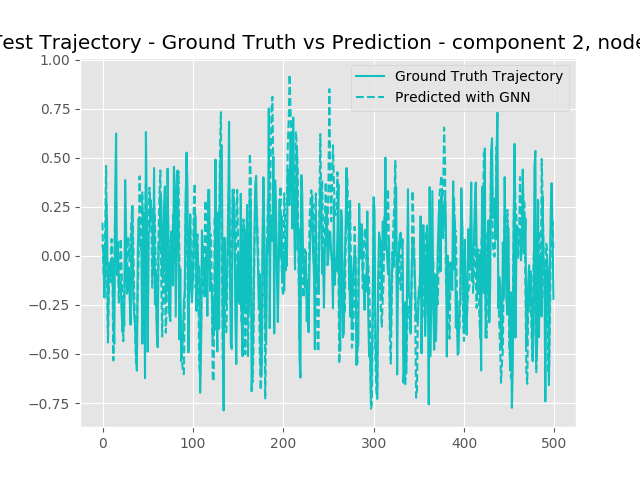 Test Trajectory - Ground Truth vs Prediction - component 2, node
Ground Truth Trajectory
Predicted with GNN
1.00
0.75
0.50
0.25
0.00
−0.25
−0.50
−0.75
0 100 200 300 400 500